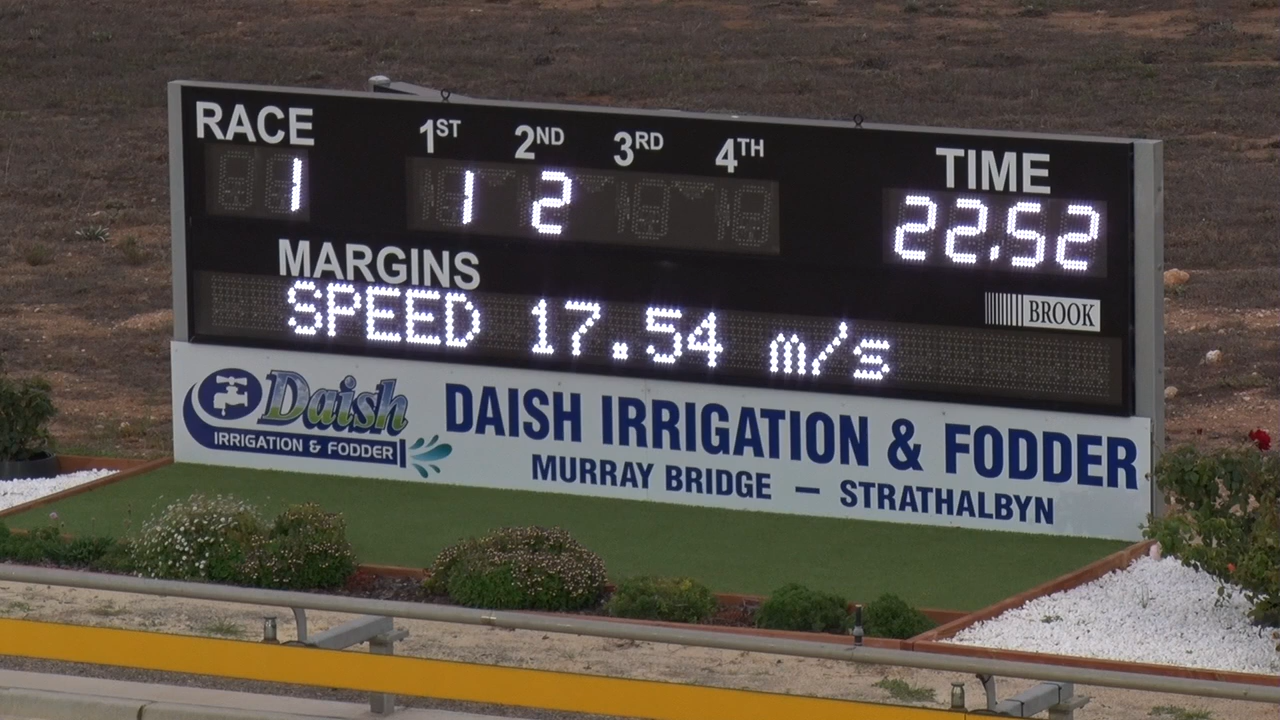 RACE 1ST 2ND 3RD 4TH TIME
1 1 2 22.52
MARGINS
BROOK
SPEED 17.54 m/s
Daish
IRRIGATION & FODDER
DAISH IRRIGATION & FODDER
MURRAY BRIDGE – STRATHALBYN